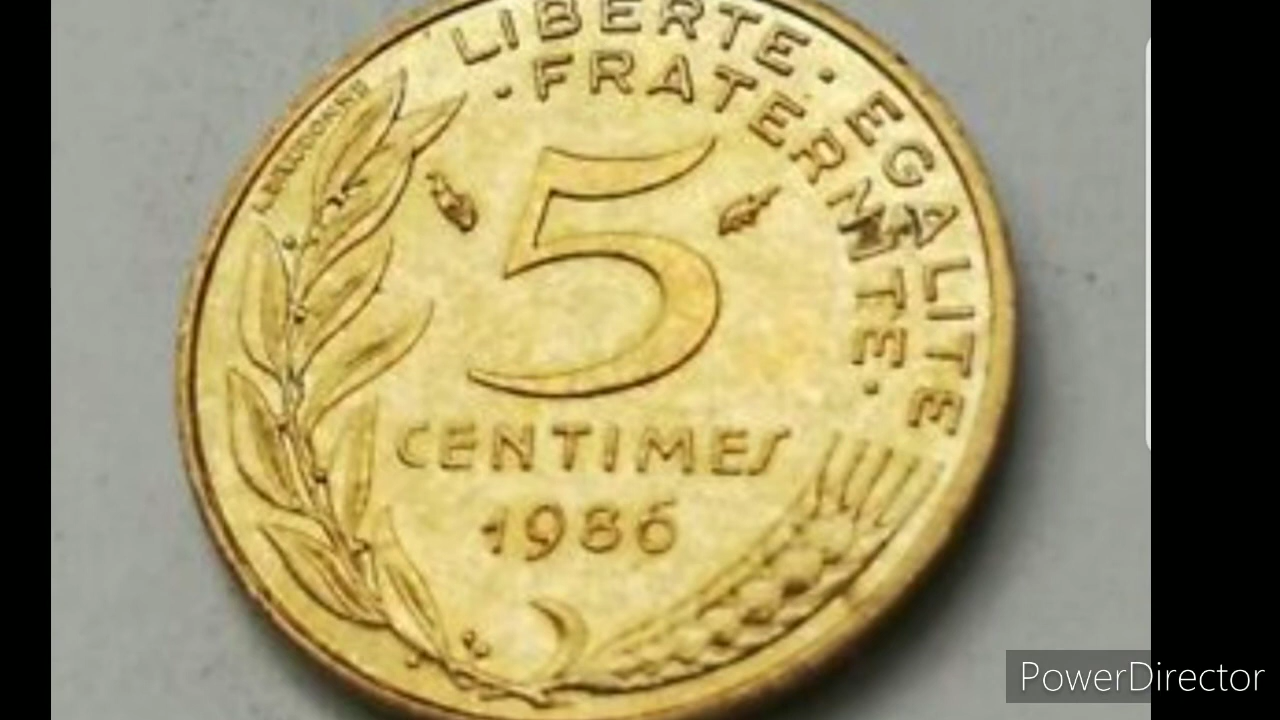 LIBERTE · EGALITE
· FRATERNITE ·
5
CENTIMES
1986
PowerDirector